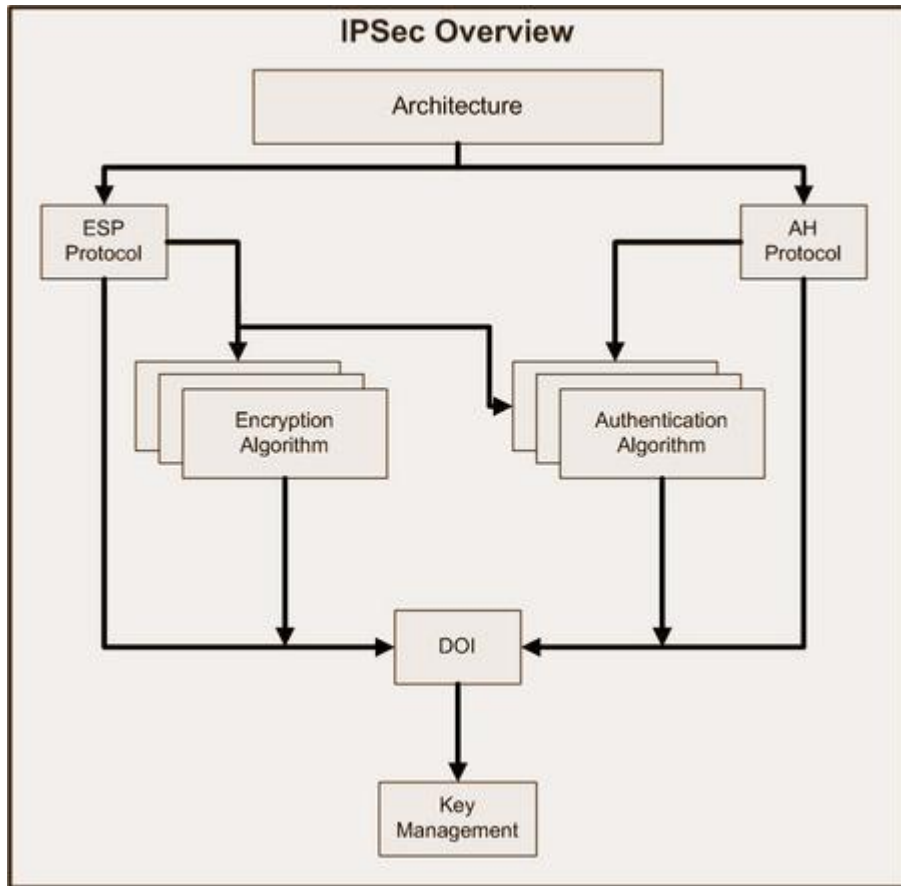 IPSec Overview
Architecture
ESP
Protocol
AH
Protocol
Encryption
Algorithm
Authentication
Algorithm
DOI
Key
Management